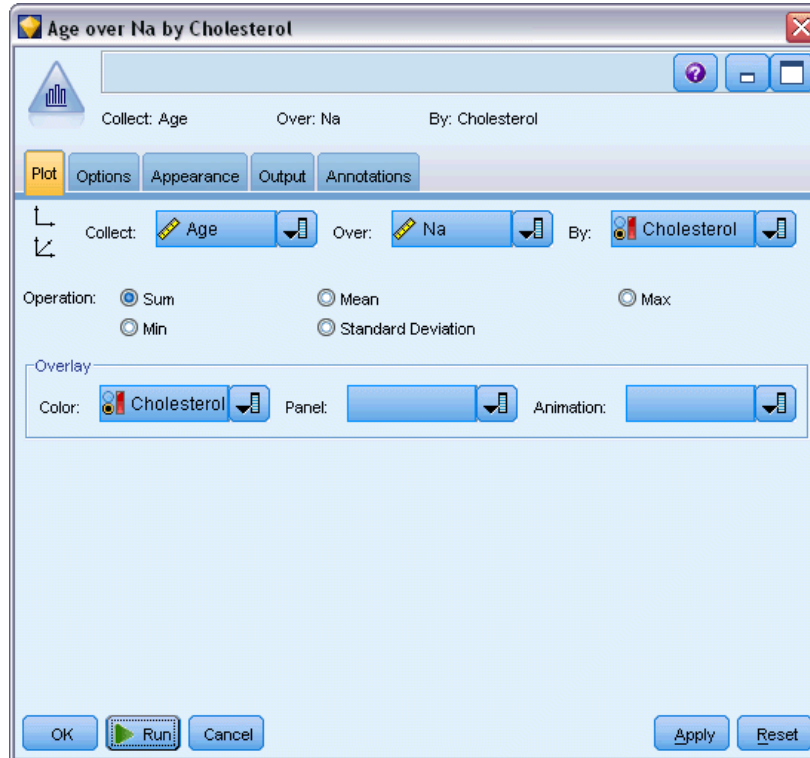 Age over Na by Cholesterol
Collect: Age Over: Na By: Cholesterol
Plot Options Appearance Output Annotations
Collect: Age Over: Na By: Cholesterol
Operation: Sum Mean Max
Min Standard Deviation
Overlay
Color: Cholesterol Panel: Animation:
OK Run Cancel Apply Reset